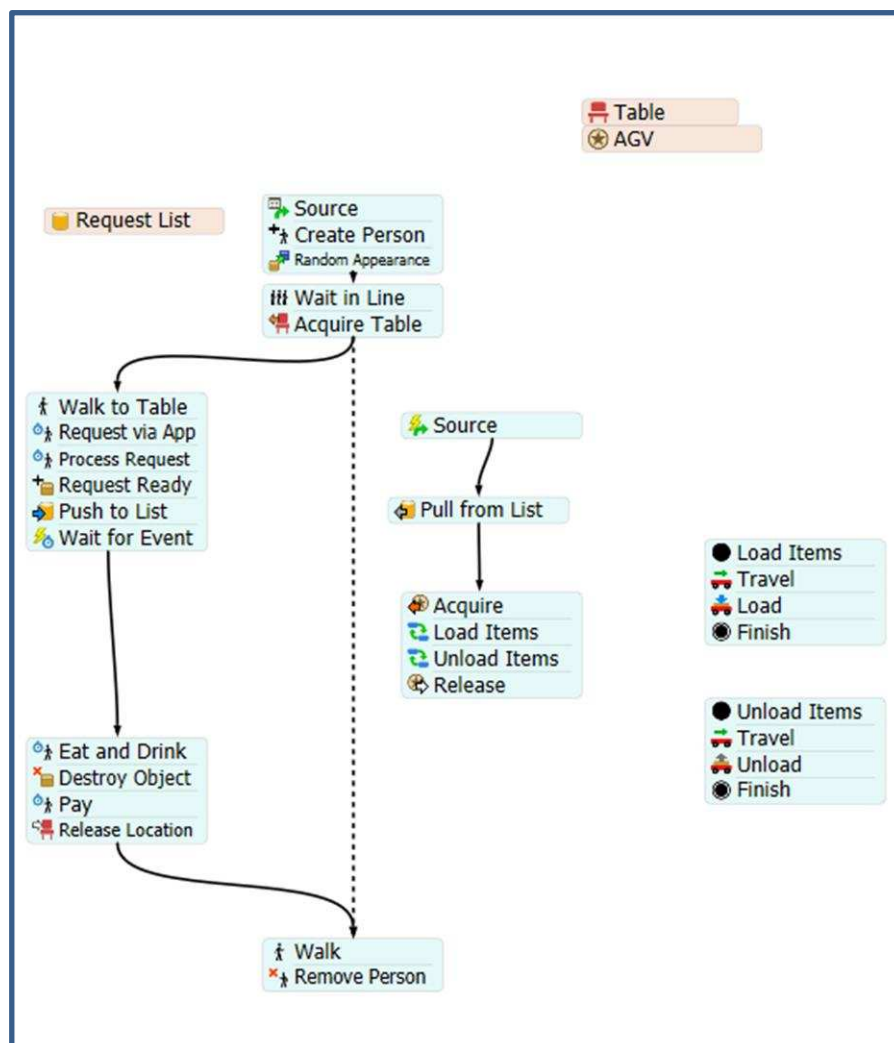 Table
AGV
Request List
Source
Create Person
Random Appearance
Wait in Line
Acquire Table
Walk to Table
Request via App
Process Request
Request Ready
Push to List
Wait for Event
Source
Pull from List
Acquire
Load Items
Unload Items
Release
Load Items
Travel
Load
Finish
Unload Items
Travel
Unload
Finish
Eat and Drink
Destroy Object
Pay
Release Location
Walk
Remove Person